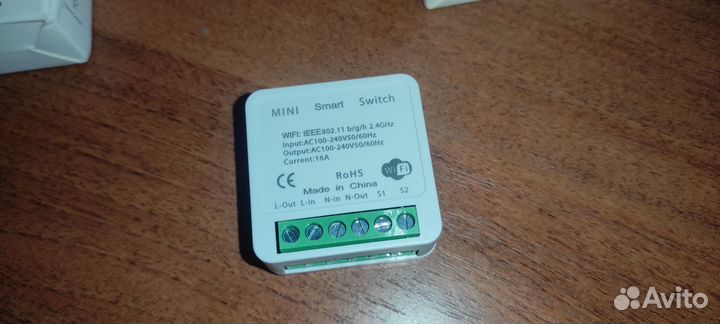 MINI Smart Switch
WIFI: IEEE802.11 b/g/h 2.4GHz
Input:AC100-240V50/60Hz
Output:AC100-240V50/60Hz
Current:16A
CE RoHS WiFi
Made in China
L-Out L-in N-in N-Out S1 S2
Avito